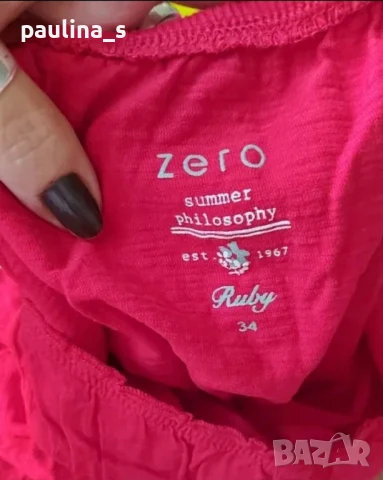 paulina_s
zero
summer
philosophy
est. 1967
Ruby
34
BAZAR